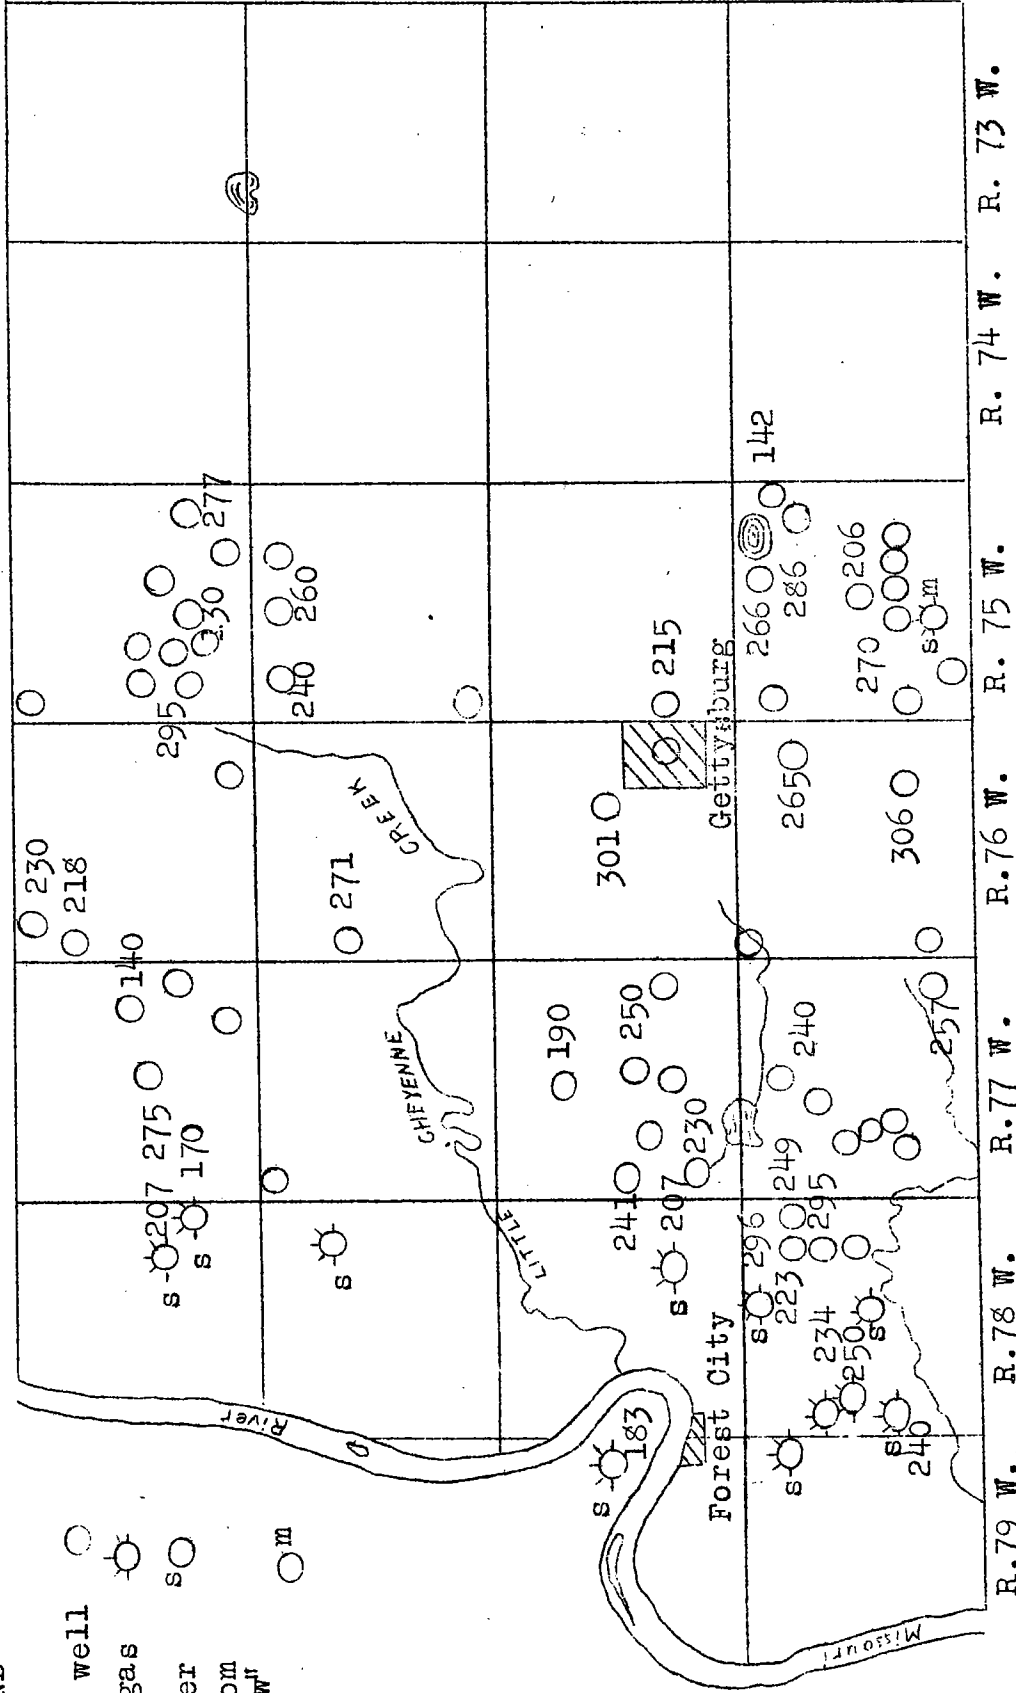 well
gas
s
er
om
w"
m
230
218
140
275
207
s
170
s
295
230
277
River
240
260
s
271
CREEK
CHEYENNE
LITTLE
190
s
183
301
241
250
s
207
215
230
Forest City
Gettysburg
s
296
249
266
142
223
s
265
286
240
234
295
250
s
270
206
s
240
306
s
m
257
Missouri
R.79 W.
R.78 W.
R.77 W.
R.76 W.
R. 75 W.
R. 74 W.
R. 73 W.